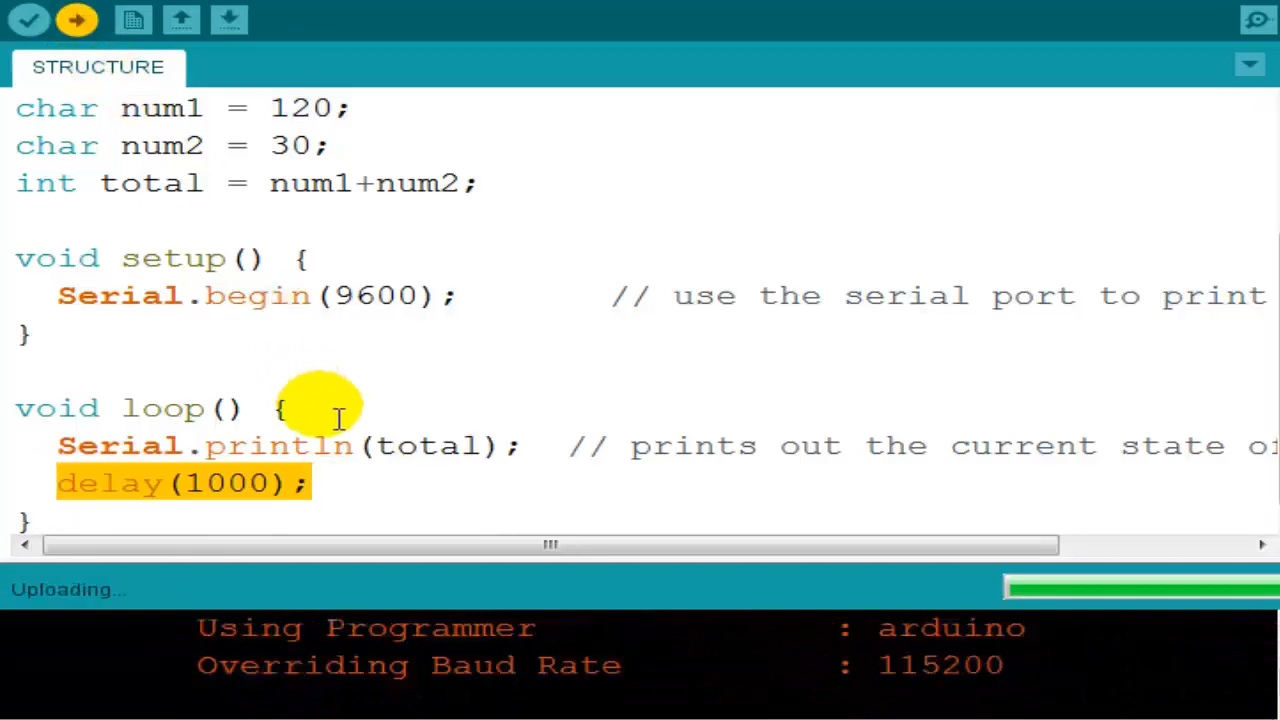 STRUCTURE
char num1 = 120;
char num2 = 30;
int total = num1+num2;
void setup() {
Serial.begin(9600); // use the serial port to print
}
void loop() {
Serial.println(total); // prints out the current state of
delay(1000);
}
Uploading...
Using Programmer : arduino
Overriding Baud Rate : 115200